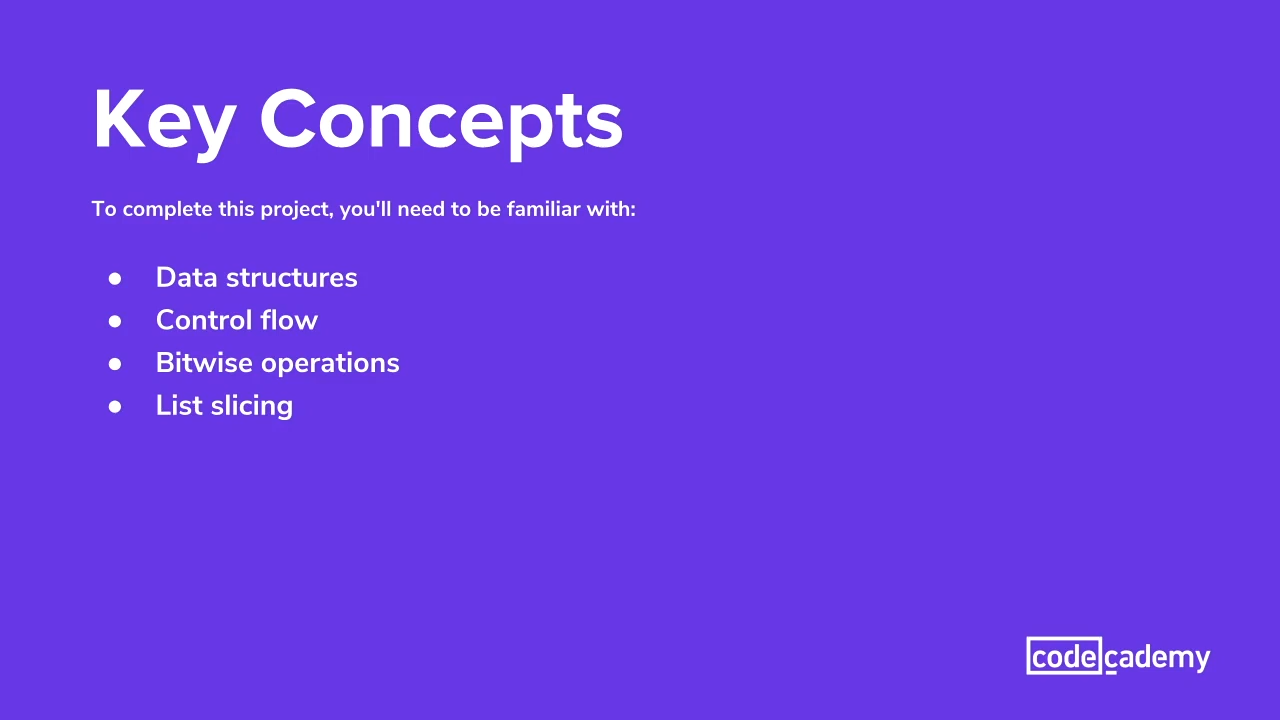 Key Concepts
To complete this project, you'll need to be familiar with:
● Data structures
● Control flow
● Bitwise operations
● List slicing
codecademy